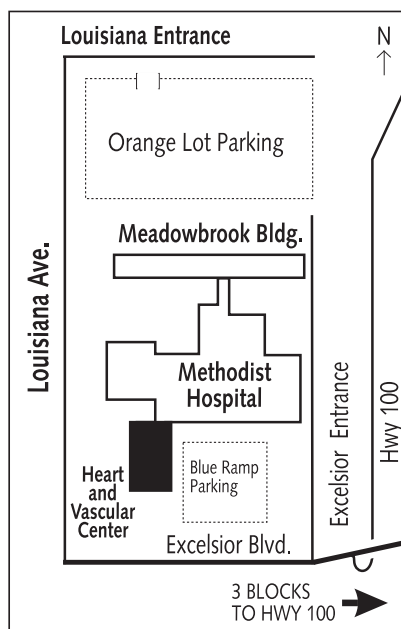 Louisiana Entrance
N
Orange Lot Parking
Meadowbrook Bldg.
Louisiana Ave.
Methodist
Hospital
Excelsior Entrance
Hwy 100
Heart
and
Vascular
Center
Blue Ramp
Parking
Excelsior Blvd.
3 BLOCKS
TO HWY 100